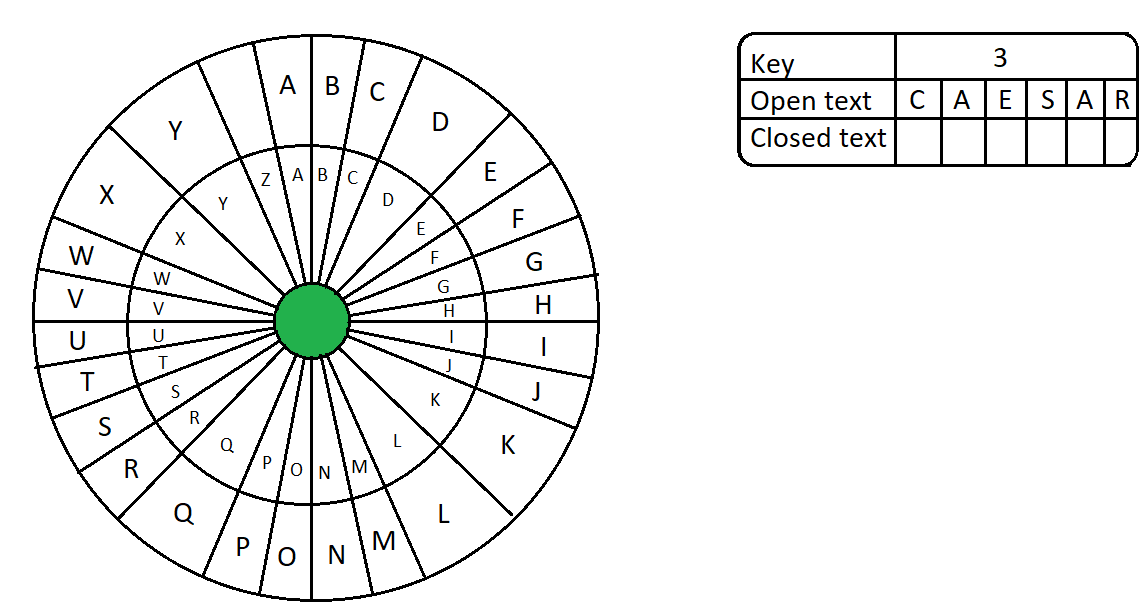 A B C D E F G H I J K L M N O P Q R S T U V W X Y
A B C D E F G H I J K L M N O P Q R S T U V W X Y Z
Key 3
Open text C A E S A R
Closed text